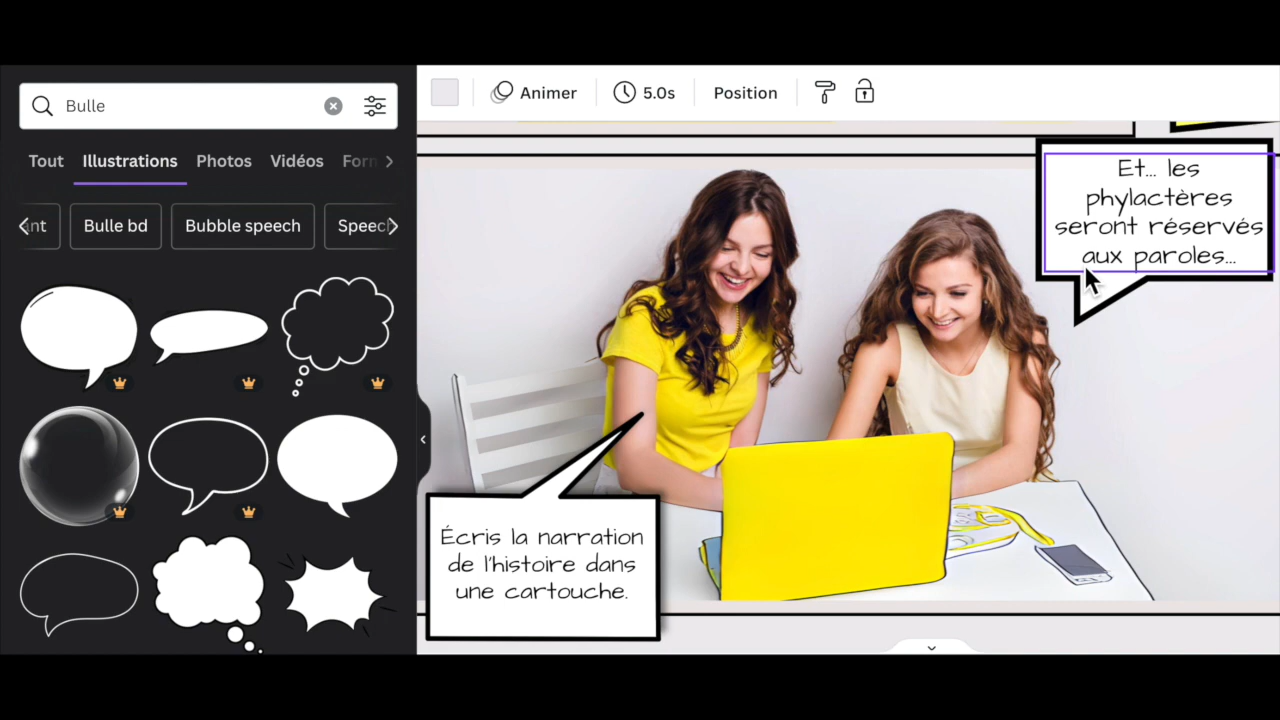 Bulle
Animer
5.0s
Position
Tout
Illustrations
Photos
Vidéos
Form
nt
Bulle bd
Bubble speech
Speech
Et... les
phylactères
seront réservés
aux paroles...
Écris la narration
de l'histoire dans
une cartouche.